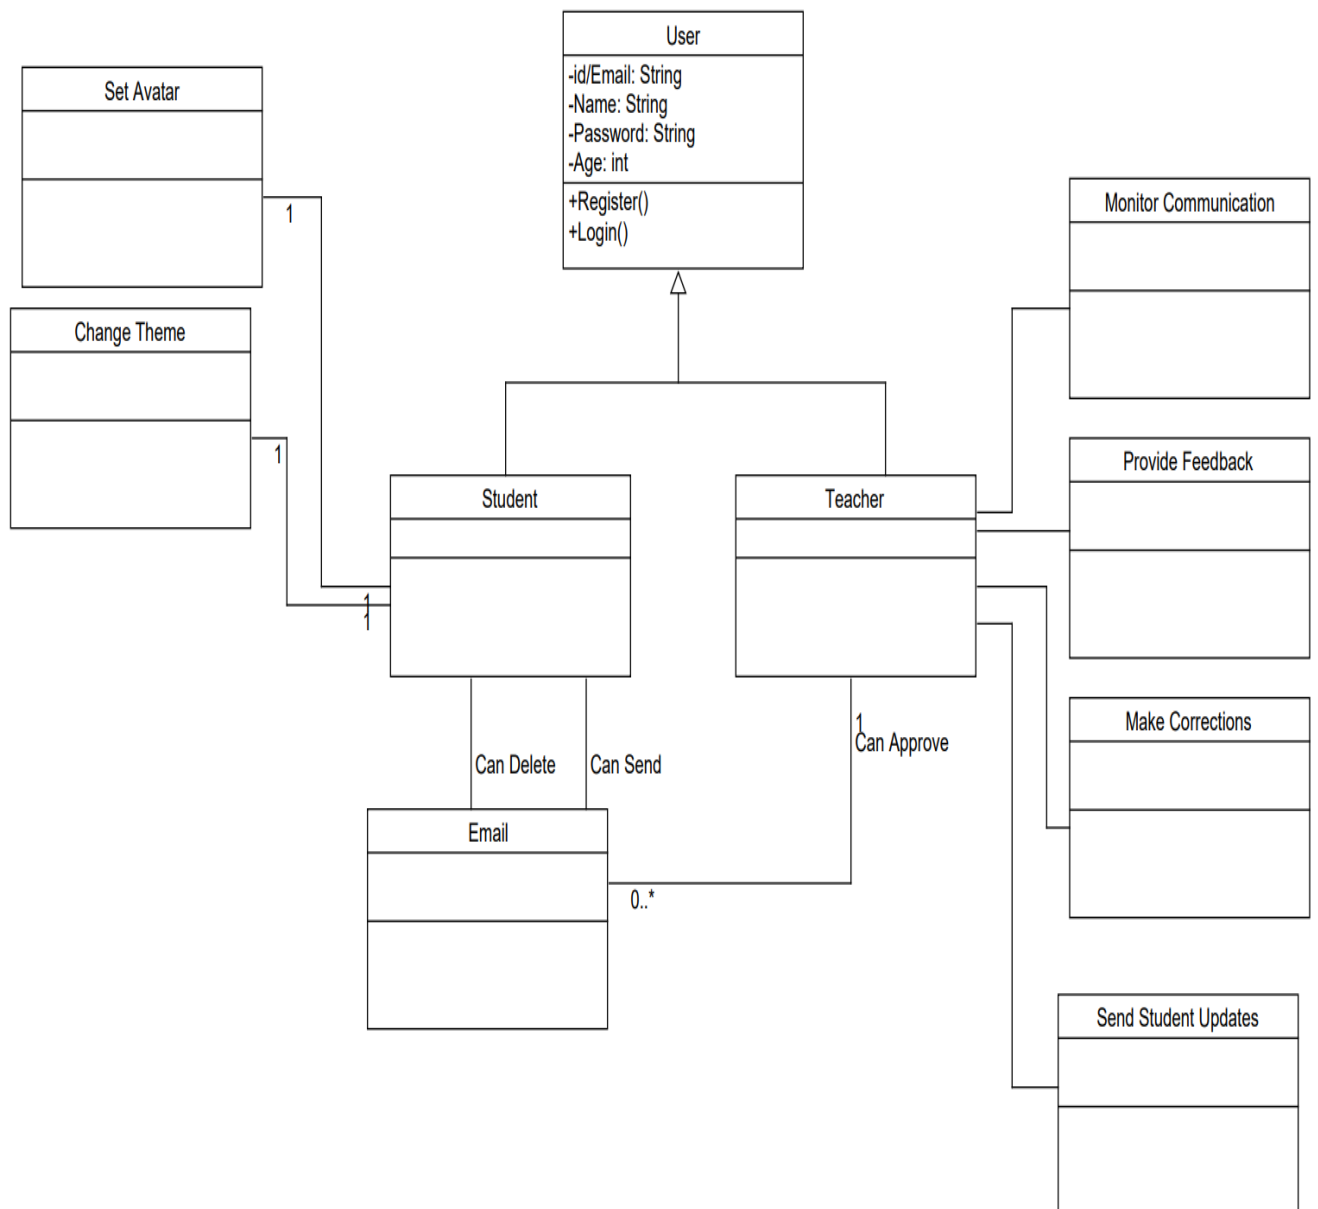 User
-id/Email: String
-Name: String
-Password: String
-Age: int
+Register()
+Login()
Set Avatar
1
Change Theme
1
Monitor Communication
Provide Feedback
Student
Teacher
1
1
Make Corrections
1
Can Approve
Can Delete
Can Send
Email
0..*
Send Student Updates